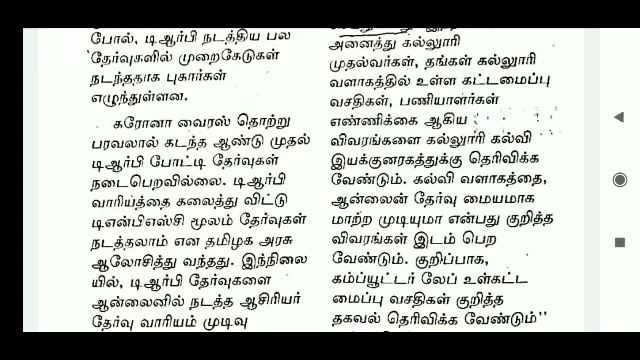 போல், டிஆர்பி நடத்திய பல
தேர்வுகளில் முறைகேடுகள்
நடந்ததாக புகார்கள்
எழுந்துள்ளன.
கரோனா வைரஸ் தொற்று
பரவலால் கடந்த ஆண்டு முதல்
டிஆர்பி போட்டி தேர்வுகள்
நடைபெறவில்லை. டிஆர்பி
வாரியத்தை கலைத்து விட்டு
டிஎன்பிஎஸ்சி மூலம் தேர்வுகள்
நடத்தலாம் என தமிழக அரசு
ஆலோசித்து வந்தது. இந்நிலை
யில், டிஆர்பி தேர்வுகளை
ஆன்லைனில் நடத்த ஆசிரியர்
தேர்வு வாரியம் முடிவு
அனைத்து கல்லூரி
முதல்வர்கள், தங்கள் கல்லூரி
வளாகத்தில் உள்ள கட்டமைப்பு
வசதிகள், பணியாளர்கள்
எண்ணிக்கை ஆகிய
விவரங்களை கல்லூரி கல்வி
இயக்குனரகத்துக்கு தெரிவிக்க
வேண்டும். கல்வி வளாகத்தை,
ஆன்லைன் தேர்வு மையமாக
மாற்ற முடியுமா என்பது குறித்த
விவரங்கள் இடம் பெற
வேண்டும். குறிப்பாக,
கம்ப்யூட்டர் லேப் உள்கட்ட
மைப்பு வசதிகள் குறித்த
தகவல் தெரிவிக்க வேண்டும்''